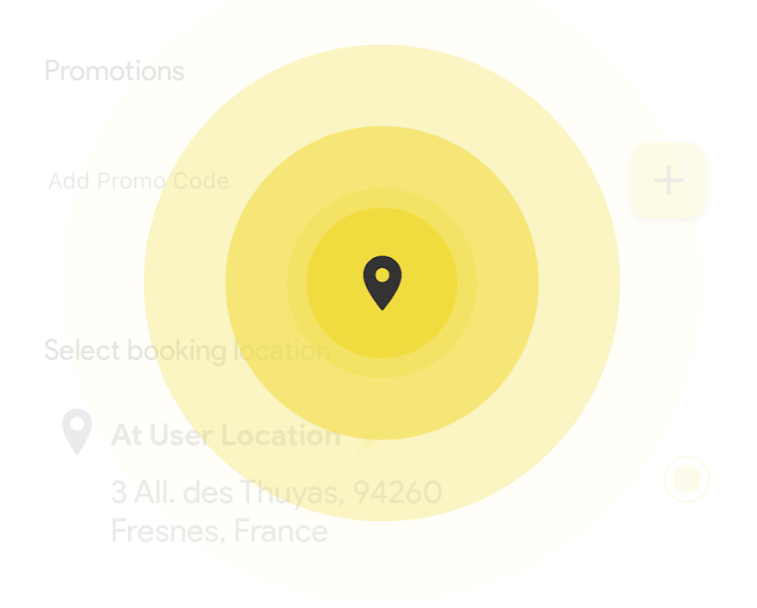 Promotions
Add Promo Code
Select booking location
At User Location
3 All. des Thuyas, 94260
Fresnes, France